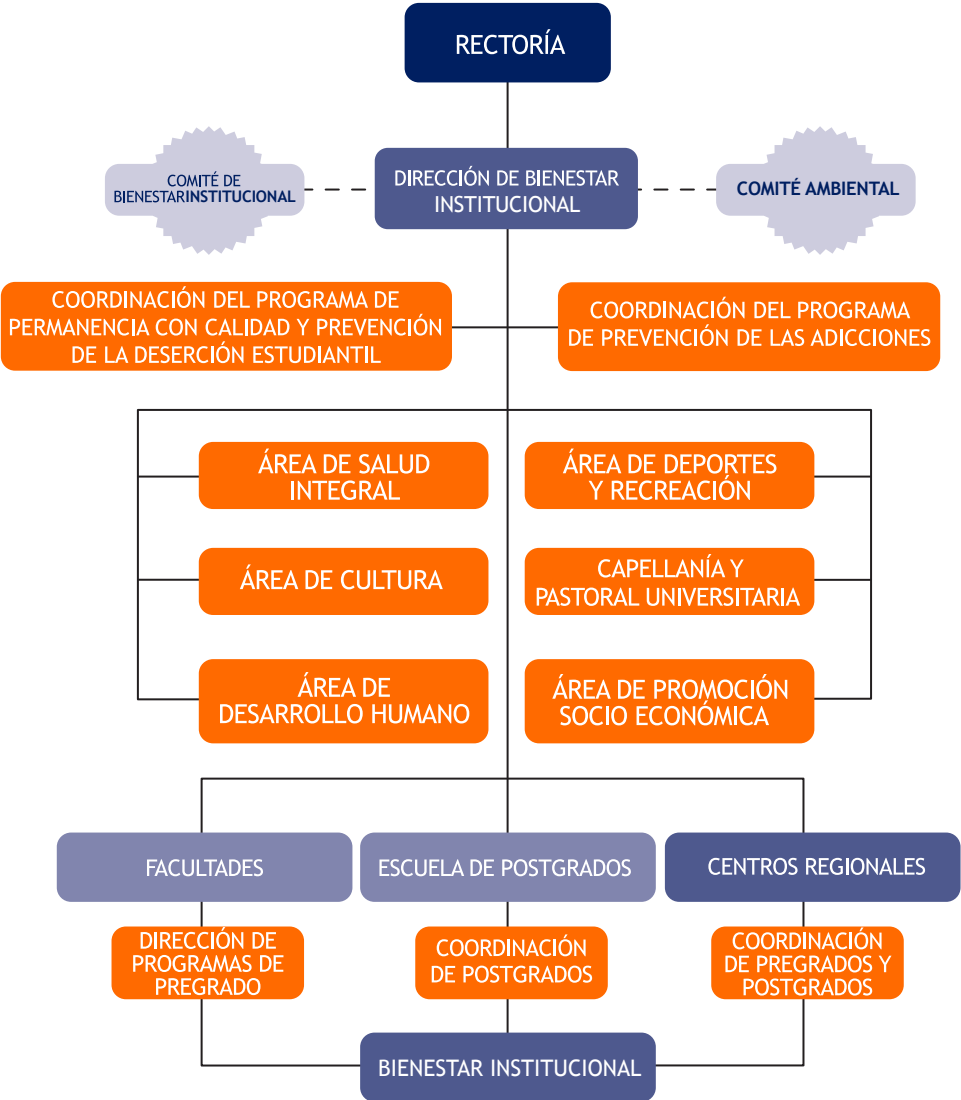 RECTORÍA
COMITÉ DE
BIENESTARINSTITUCIONAL
DIRECCIÓN DE BIENESTAR
INSTITUCIONAL
COMITÉ AMBIENTAL
COORDINACIÓN DEL PROGRAMA DE
PERMANENCIA CON CALIDAD Y PREVENCIÓN
DE LA DESERCIÓN ESTUDIANTIL
COORDINACIÓN DEL PROGRAMA
DE PREVENCIÓN DE LAS ADICCIONES
ÁREA DE SALUD
INTEGRAL
ÁREA DE DEPORTES
Y RECREACIÓN
ÁREA DE CULTURA
CAPELLANÍA Y
PASTORAL UNIVERSITARIA
ÁREA DE
DESARROLLO HUMANO
ÁREA DE PROMOCIÓN
SOCIO ECONÓMICA
FACULTADES
ESCUELA DE POSTGRADOS
CENTROS REGIONALES
DIRECCIÓN DE
PROGRAMAS DE
PREGRADO
COORDINACIÓN
DE POSTGRADOS
COORDINACIÓN
DE PREGRADOS Y
POSTGRADOS
BIENESTAR INSTITUCIONAL